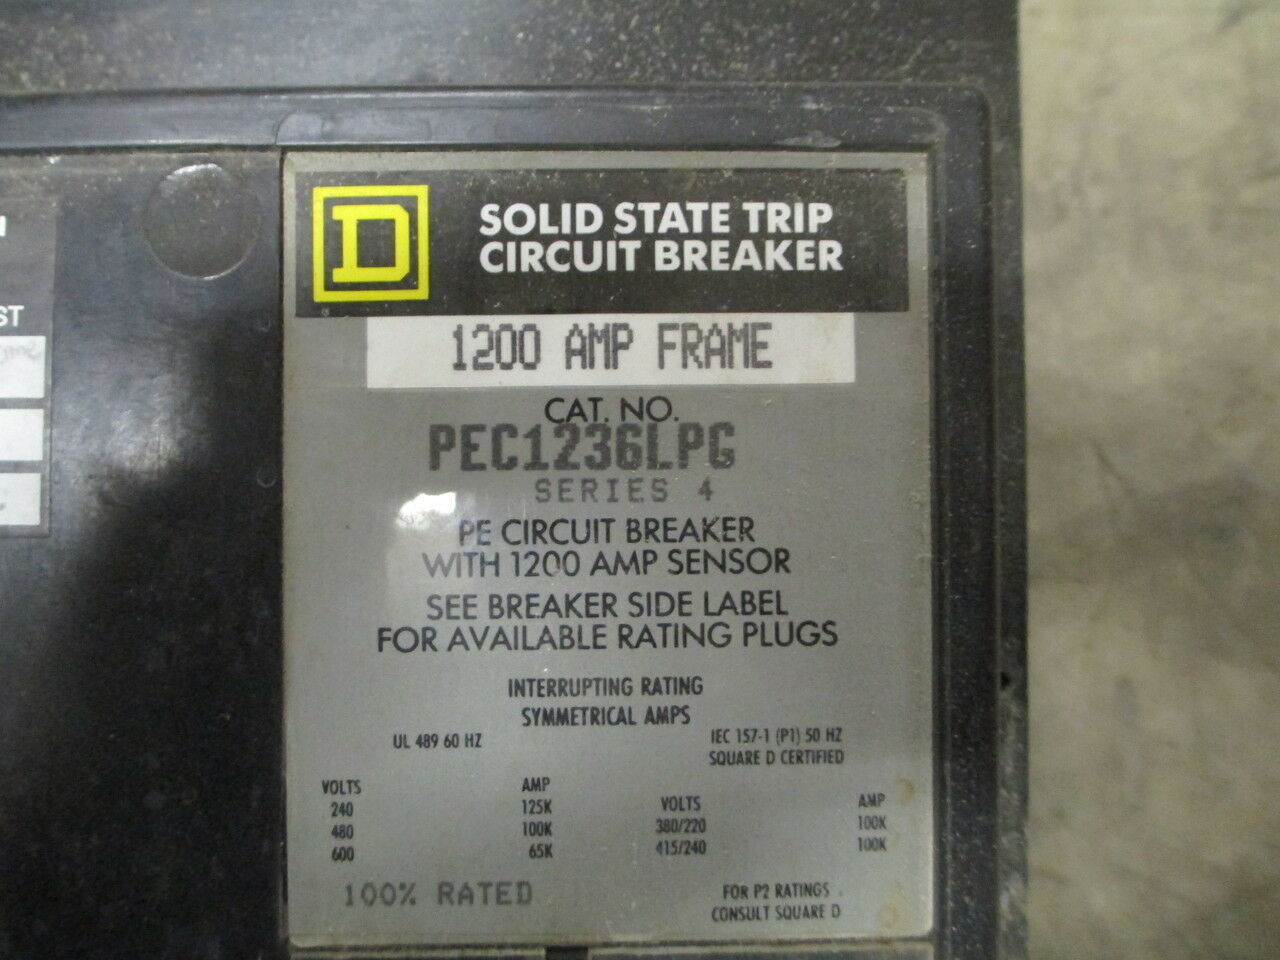 ST
D
SOLID STATE TRIP
CIRCUIT BREAKER
1200 AMP FRAME
CAT. NO.
PEC1236LPG
SERIES 4
PE CIRCUIT BREAKER
WITH 1200 AMP SENSOR
SEE BREAKER SIDE LABEL
FOR AVAILABLE RATING PLUGS
INTERRUPTING RATING
SYMMETRICAL AMPS
UL 489 60 HZ
IEC 157-1 (P1) 50 HZ
SQUARE D CERTIFIED
VOLTS AMP
240 125K
480 100K
600 65K
VOLTS AMP
380/220 100K
415/240 100K
100% RATED
FOR P2 RATINGS
CONSULT SQUARE D